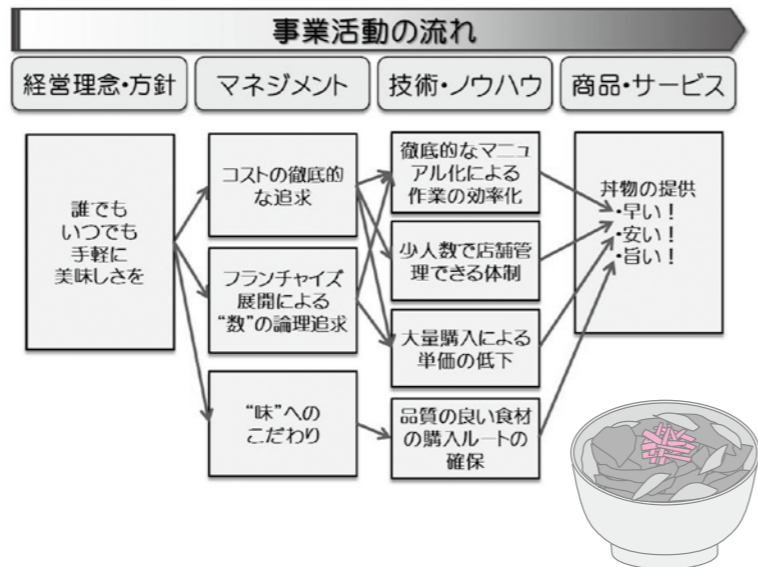 事業活動の流れ
経営理念・方針
マネジメント
技術・ノウハウ
商品・サービス
誰でも
いつでも
手軽に
美味しさを
コストの徹底的
な追求
フランチャイズ
展開による
“数”の論理追求
“味”への
こだわり
徹底的なマニュ
アル化による
作業の効率化
少人数で店舗管
理できる体制
大量購入による
単価の低下
品質の良い食材
の購入ルートの
確保
丼物の提供
・早い！
・安い！
・旨い！